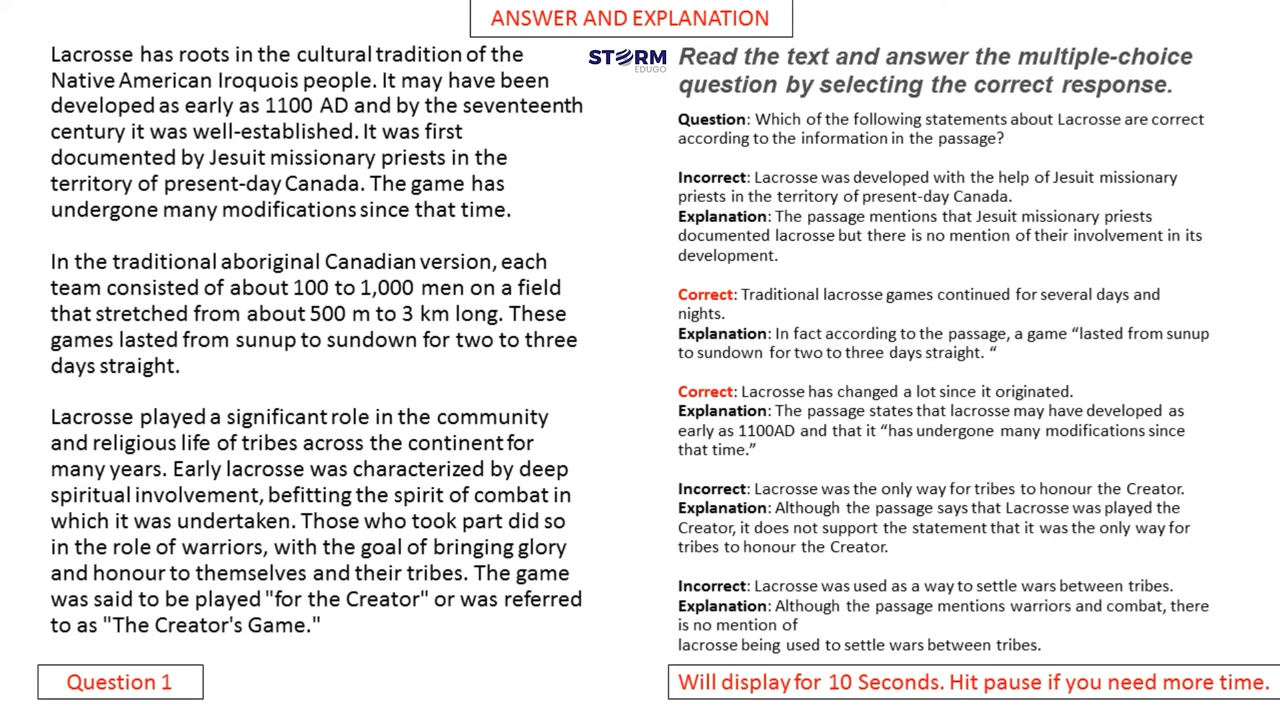 ANSWER AND EXPLANATION
Lacrosse has roots in the cultural tradition of the
Native American Iroquois people. It may have been
developed as early as 1100 AD and by the seventeenth
century it was well-established. It was first
documented by Jesuit missionary priests in the
territory of present-day Canada. The game has
undergone many modifications since that time.
In the traditional aboriginal Canadian version, each
team consisted of about 100 to 1,000 men on a field
that stretched from about 500 m to 3 km long. These
games lasted from sunup to sundown for two to three
days straight.
Lacrosse played a significant role in the community
and religious life of tribes across the continent for
many years. Early lacrosse was characterized by deep
spiritual involvement, befitting the spirit of combat in
which it was undertaken. Those who took part did so
in the role of warriors, with the goal of bringing glory
and honour to themselves and their tribes. The game
was said to be played "for the Creator" or was referred
to as "The Creator's Game."
Question 1
STORM
EDUGO
Read the text and answer the multiple-choice
question by selecting the correct response.
Question: Which of the following statements about Lacrosse are correct
according to the information in the passage?
Incorrect: Lacrosse was developed with the help of Jesuit missionary
priests in the territory of present-day Canada.
Explanation: The passage mentions that Jesuit missionary priests
documented lacrosse but there is no mention of their involvement in its
development.
Correct: Traditional lacrosse games continued for several days and
nights.
Explanation: In fact according to the passage, a game “lasted from sunup
to sundown for two to three days straight. “
Correct: Lacrosse has changed a lot since it originated.
Explanation: The passage states that lacrosse may have developed as
early as 1100AD and that it “has undergone many modifications since
that time.”
Incorrect: Lacrosse was the only way for tribes to honour the Creator.
Explanation: Although the passage says that Lacrosse was played the
Creator, it does not support the statement that it was the only way for
tribes to honour the Creator.
Incorrect: Lacrosse was used as a way to settle wars between tribes.
Explanation: Although the passage mentions warriors and combat, there
is no mention of
lacrosse being used to settle wars between tribes.
Will display for 10 Seconds. Hit pause if you need more time.